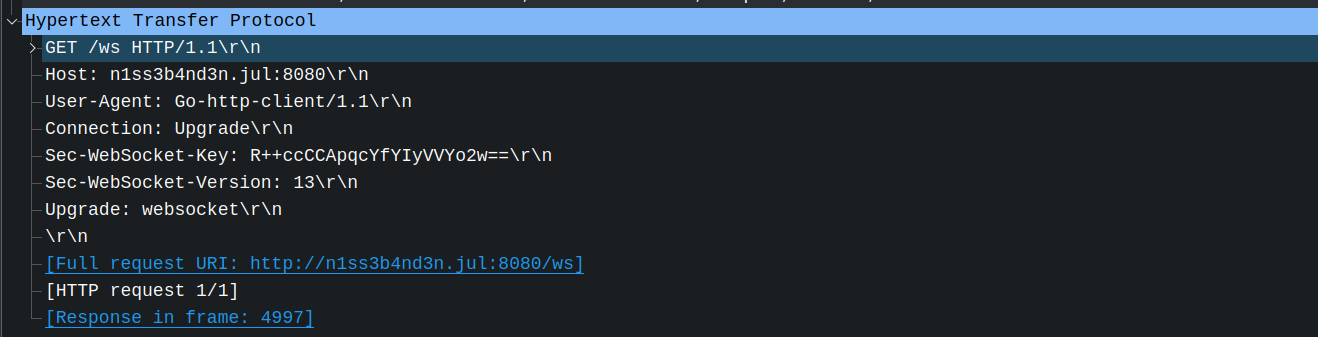 Hypertext Transfer Protocol
GET /ws HTTP/1.1\r\n
Host: n1ss3b4nd3n.jul:8080\r\n
User-Agent: Go-http-client/1.1\r\n
Connection: Upgrade\r\n
Sec-WebSocket-Key: R++ccCCApqcYfYIyVVYo2w==\r\n
Sec-WebSocket-Version: 13\r\n
Upgrade: websocket\r\n
\r\n
[Full request URI: http://n1ss3b4nd3n.jul:8080/ws]
[HTTP request 1/1]
[Response in frame: 4997]